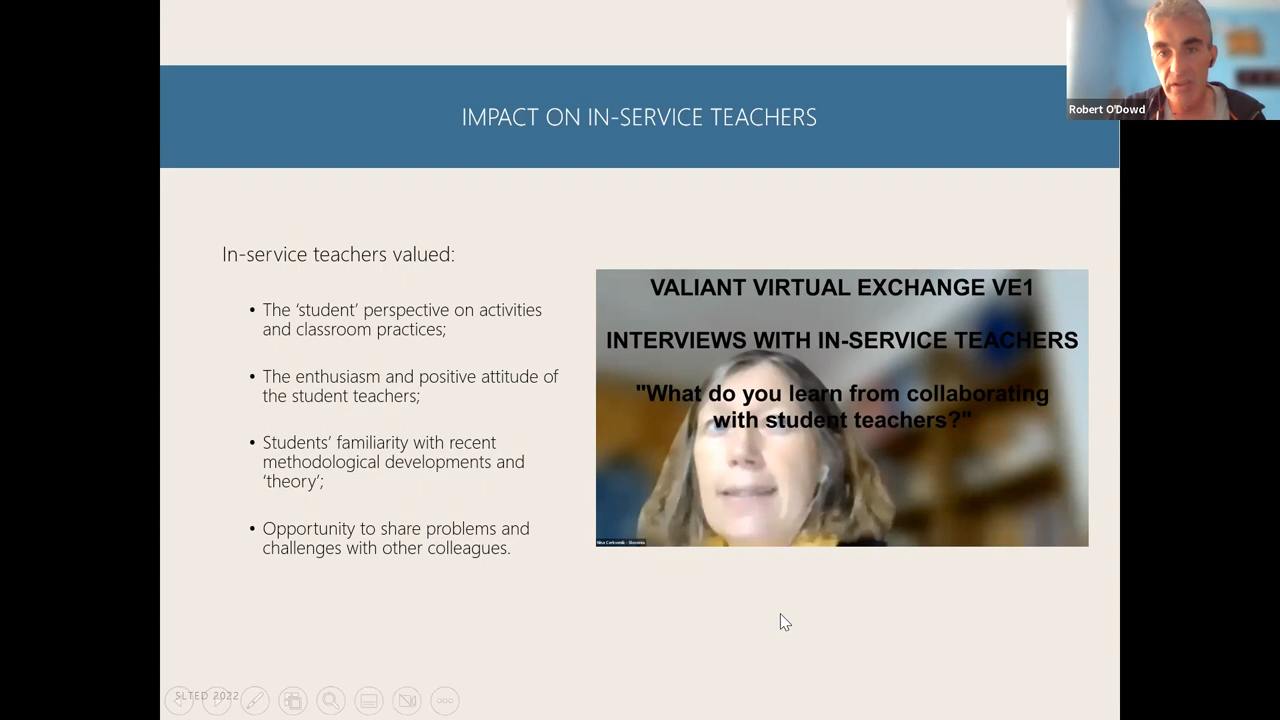 IMPACT ON IN-SERVICE TEACHERS
Robert O'Dowd
In-service teachers valued:
• The ‘student’ perspective on activities
and classroom practices;
• The enthusiasm and positive attitude of
the student teachers;
• Students’ familiarity with recent
methodological developments and
‘theory’;
• Opportunity to share problems and
challenges with other colleagues.
VALIANT VIRTUAL EXCHANGE VE1
INTERVIEWS WITH IN-SERVICE TEACHERS
"What do you learn from collaborating
with student teachers?"
SLTED 2022